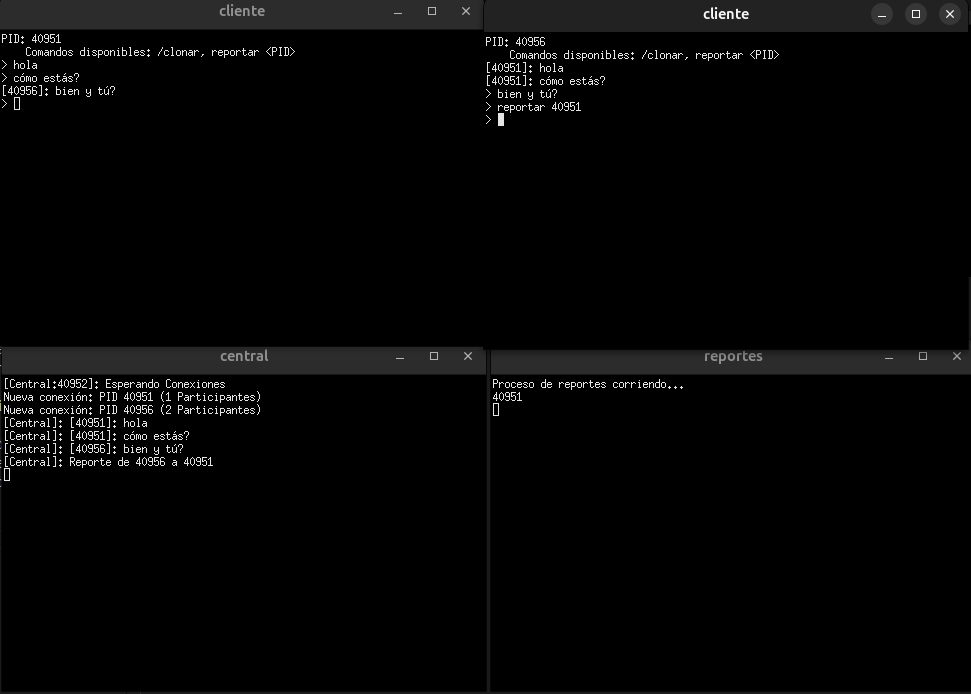 cliente
PID: 40951
Comandos disponibles: /clonar, reportar <PID>
> hola
> cómo estás?
[40956]: bien y tú?
>
cliente
PID: 40956
Comandos disponibles: /clonar, reportar <PID>
[40951]: hola
[40951]: cómo estás?
> bien y tú?
> reportar 40951
>
central
[Central:40952]: Esperando Conexiones
Nueva conexión: PID 40951 (1 Participantes)
Nueva conexión: PID 40956 (2 Participantes)
[Central]: [40951]: hola
[Central]: [40951]: cómo estás?
[Central]: [40956]: bien y tú?
[Central]: Reporte de 40956 a 40951
reportes
Proceso de reportes corriendo...
40951